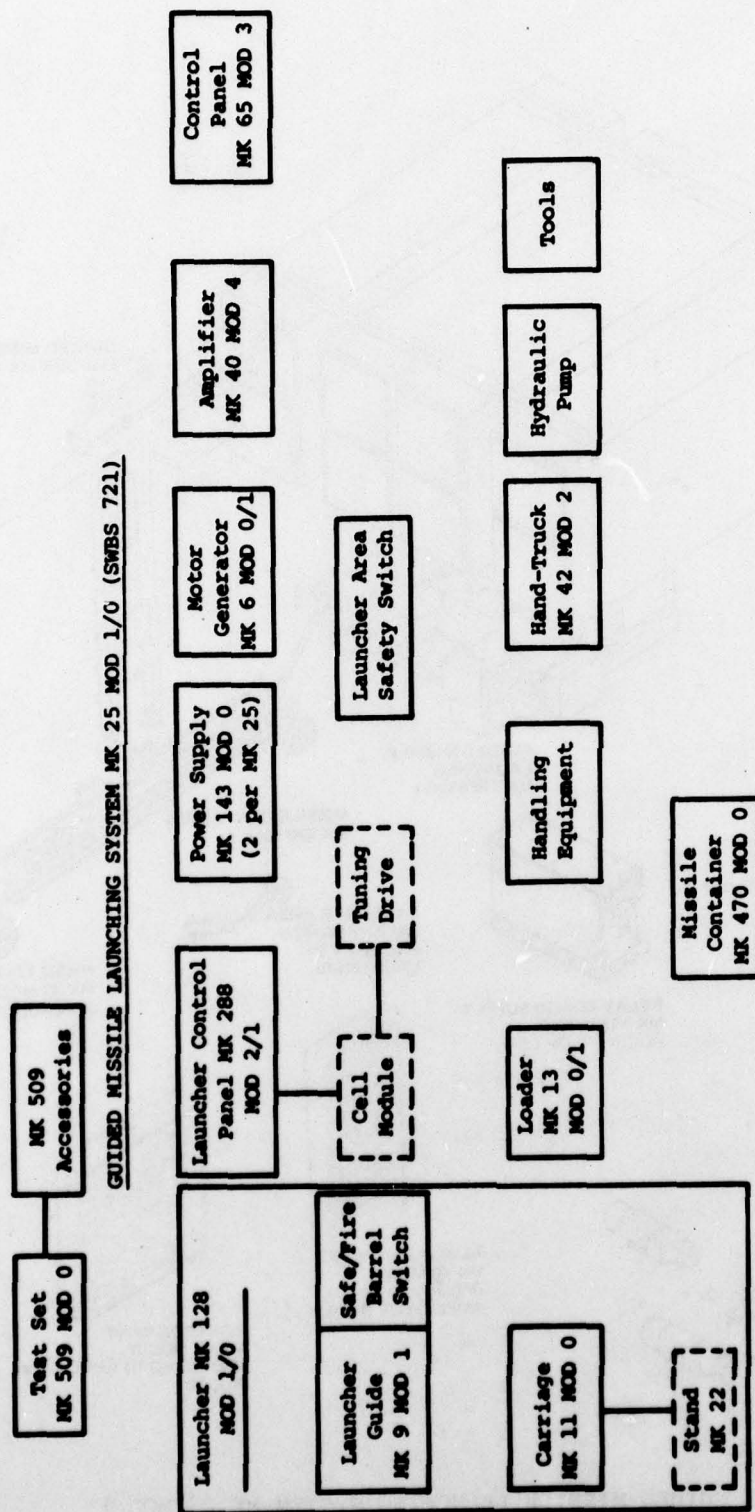 Test Set
MK 509 MOD 0
MK 509
Accessories
GUIDED MISSILE LAUNCHING SYSTEM MK 25 MOD 1/0 (SWBS 721)
Launcher MK 128
MOD 1/0
Launcher Control
Panel MK 288
MOD 2/1
Power Supply
MK 143 MOD 0
(2 per MK 25)
Motor
Generator
MK 6 MOD 0/1
Amplifier
MK 40 MOD 4
Control
Panel
MK 65 MOD 3
Launcher
Guide
MK 9 MOD 1
Safe/Fire
Barrel
Switch
Cell
Module
Tuning
Drive
Launcher Area
Safety Switch
Carriage
MK 11 MOD 0
Loader
MK 13
MOD 0/1
Handling
Equipment
Hand-Truck
MK 42 MOD 2
Hydraulic
Pump
Tools
Stand
MK 22
Missile
Container
MK 470 MOD 0